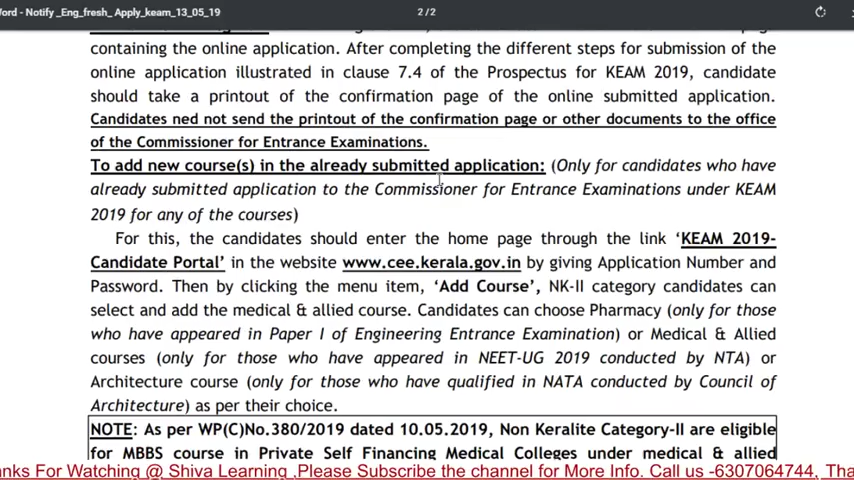 Word - Notify _Eng_fresh_ Apply_keam_13_05_19
2/2
containing the online application. After completing the different steps for submission of the
online application illustrated in clause 7.4 of the Prospectus for KEAM 2019, candidate
should take a printout of the confirmation page of the online submitted application.
Candidates ned not send the printout of the confirmation page or other documents to the office
of the Commissioner for Entrance Examinations.
To add new course(s) in the already submitted application: (Only for candidates who have
already submitted application to the Commissioner for Entrance Examinations under KEAM
2019 for any of the courses)
For this, the candidates should enter the home page through the link ‘KEAM 2019-
Candidate Portal’ in the website www.cee.kerala.gov.in by giving Application Number and
Password. Then by clicking the menu item, ‘Add Course’, NK-II category candidates can
select and add the medical & allied course. Candidates can choose Pharmacy (only for those
who have appeared in Paper I of Engineering Entrance Examination) or Medical & Allied
courses (only for those who have appeared in NEET-UG 2019 conducted by NTA) or
Architecture course (only for those who have qualified in NATA conducted by Council of
Architecture) as per their choice.
NOTE: As per WP(C)No.380/2019 dated 10.05.2019, Non Keralite Category-II are eligible
for MBBS course in Private Self Financing Medical Colleges under medical & allied
anks For Watching @ Shiva Learning ,Please Subscribe the channel for More Info. Call us -6307064744, Tha